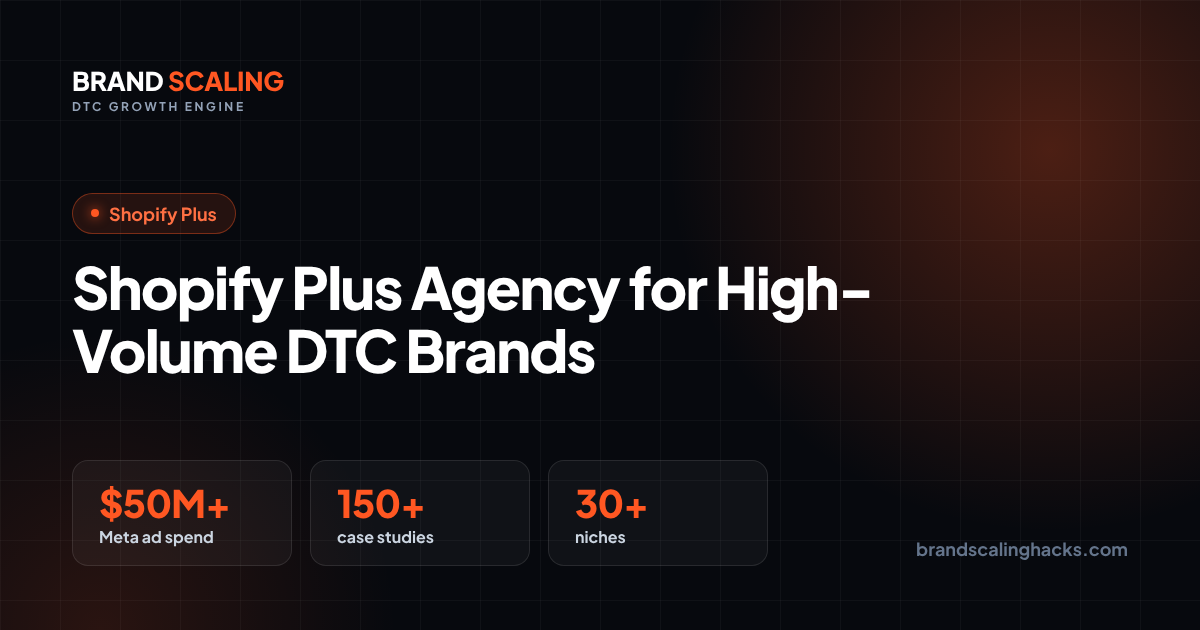 BRAND SCALING
DTC GROWTH ENGINE
Shopify Plus
Shopify Plus Agency for High-
Volume DTC Brands
$50M+
Meta ad spend
150+
case studies
30+
niches
brandscalinghacks.com